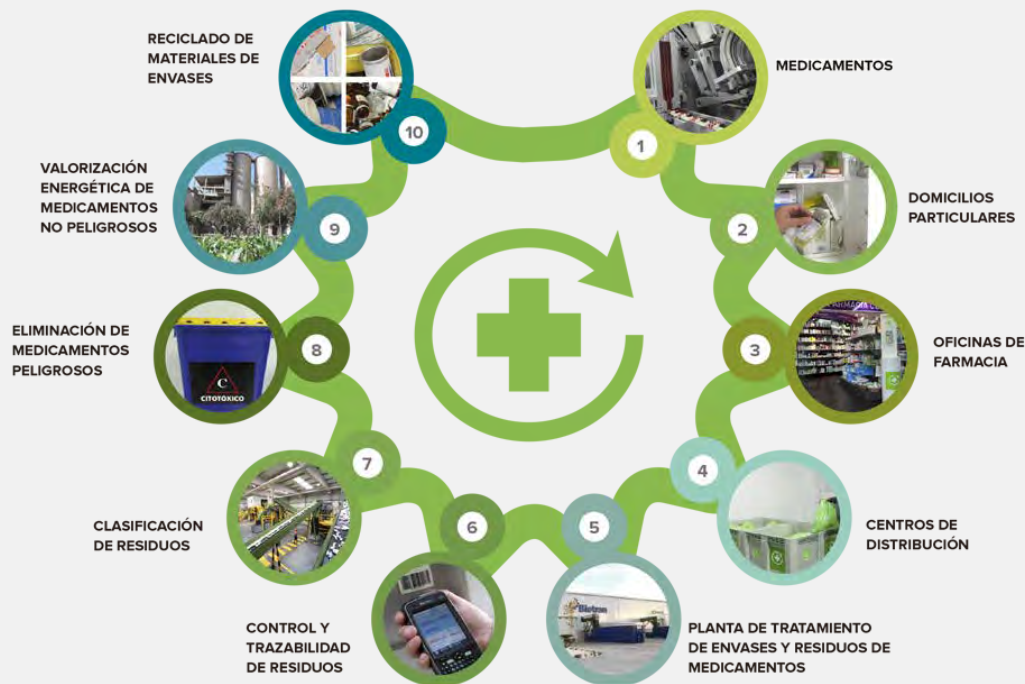 MEDICAMENTOS
1
DOMICILIOS
PARTICULARES
2
OFICINAS DE
FARMACIA
3
CENTROS DE
DISTRIBUCIÓN
4
PLANTA DE TRATAMIENTO
DE ENVASES Y RESIDUOS DE
MEDICAMENTOS
5
CONTROL Y
TRAZABILIDAD
DE RESIDUOS
6
CLASIFICACIÓN
DE RESIDUOS
7
ELIMINACIÓN DE
MEDICAMENTOS
PELIGROSOS
8
C
CITOTÓXICO
VALORIZACIÓN
ENERGÉTICA DE
MEDICAMENTOS
NO PELIGROSOS
9
RECICLADO DE
MATERIALES DE
ENVASES
10